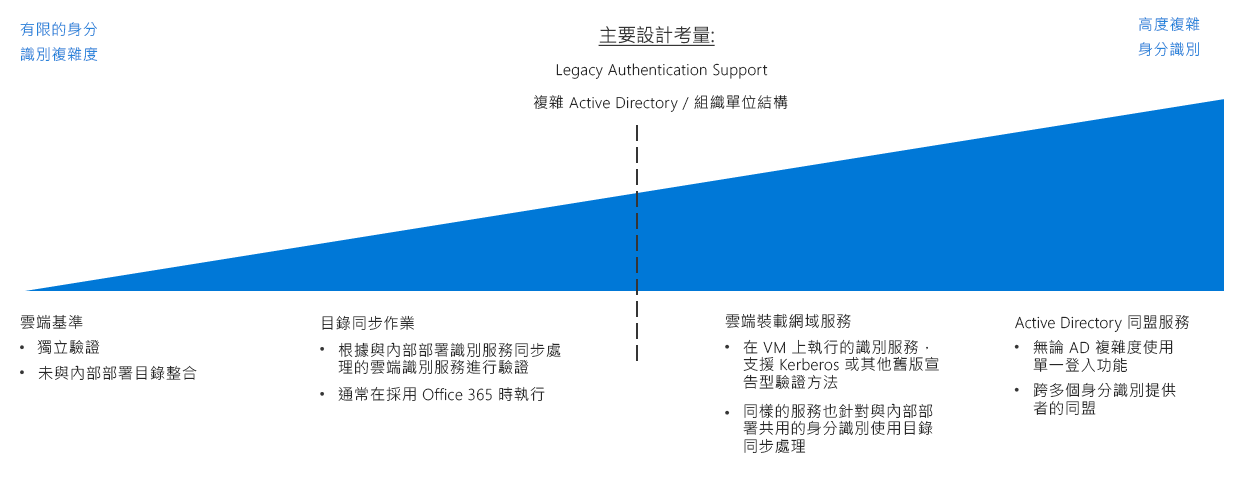 有限的身分
識別複雜度
主要設計考量:
Legacy Authentication Support
複雜 Active Directory / 組織單位結構
高度複雜
身分識別
雲端基準
• 獨立驗證
• 未與內部部署目錄整合
目錄同步作業
• 根據與內部部署識別服務同步處
理的雲端識別服務進行驗證
• 通常在採用 Office 365 時執行
雲端裝載網域服務
• 在 VM 上執行的識別服務，
支援 Kerberos 或其他舊版宣
告型驗證方法
• 同樣的服務也針對與內部部
署共用的身分識別使用目錄
同步處理
Active Directory 同盟服務
• 無論 AD 複雜度使用
單一登入功能
• 跨多個身分識別提供
者的同盟